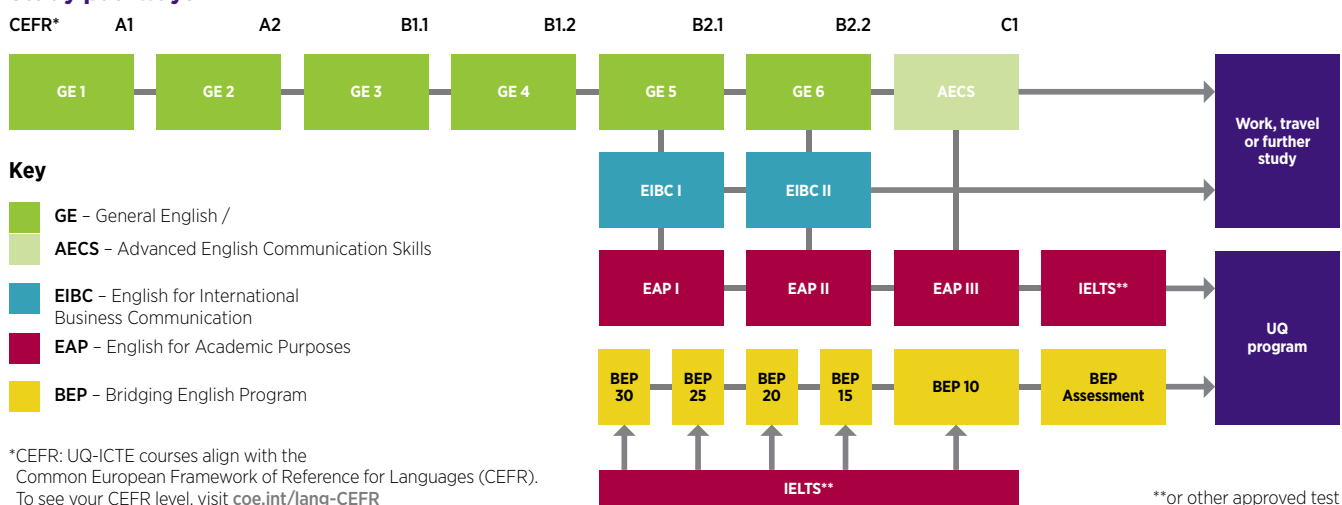 CEFR* A1 A2 B1.1 B1.2 B2.1 B2.2 C1
GE 1 GE 2 GE 3 GE 4 GE 5 GE 6 AECS
Work, travel
or further
study
Key
EIBC I EIBC II
GE – General English /
AECS – Advanced English Communication Skills
EIBC – English for International
Business Communication
EAP – English for Academic Purposes
BEP – Bridging English Program
EAP I EAP II EAP III IELTS**
UQ
program
BEP
30
BEP
25
BEP
20
BEP
15
BEP 10
BEP
Assessment
IELTS**
*CEFR: UQ-ICTE courses align with the
Common European Framework of Reference for Languages (CEFR).
To see your CEFR level, visit coe.int/lang-CEFR
**or other approved test